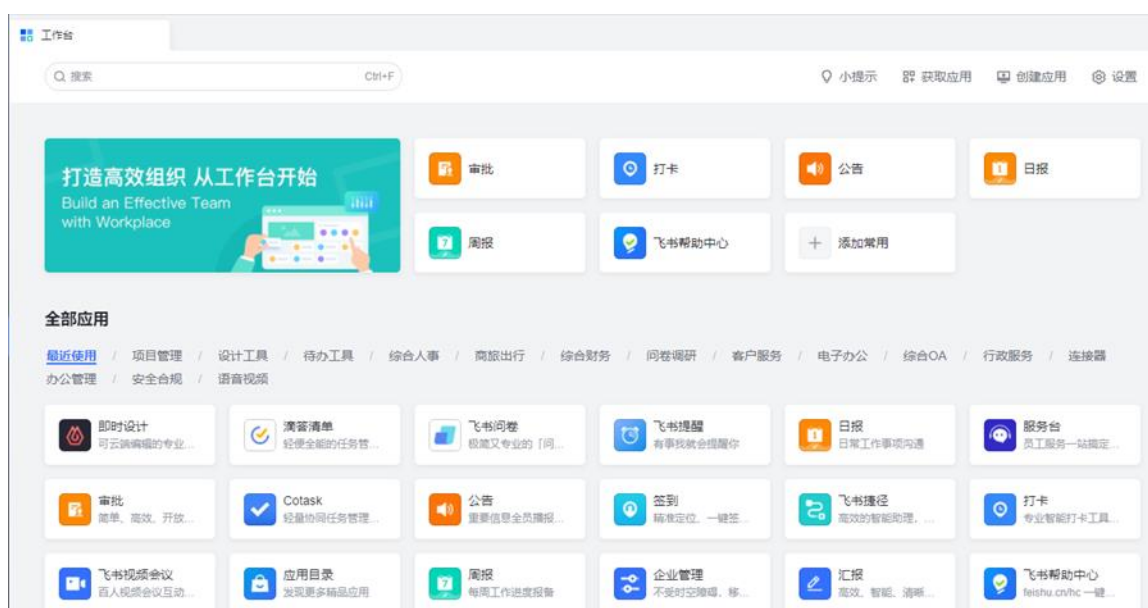 工作台
搜索 Ctrl+F 小提示 获取应用 创建应用 设置
打造高效组织 从工作台开始
Build an Effective Team
with Workplace
审批 打卡 公告 日报
周报 飞书帮助中心 添加常用
全部应用
最近使用 / 项目管理 / 设计工具 / 待办工具 / 综合人事 / 商旅出行 / 综合财务 / 问卷调研 / 客户服务 / 电子办公 / 综合OA / 行政服务 / 连接器
办公管理 / 安全合规 / 语音视频
即时设计 滴答清单 飞书问卷 飞书提醒 日报 服务台
可云端编辑的专业... 轻便全能的任务管... 极简又专业的「问... 有事找就会提醒你 日常工作事项沟通 员工服务一站搞定...
审批 Cotask 公告 签到 飞书捷径 打卡
简单、高效、开放... 轻量协同任务管理... 重要信息全员播报... 精准定位、一键签... 高效的智能助理，... 专业智能打卡工具...
飞书视频会议 应用目录 周报 企业管理 汇报 飞书帮助中心
百人视频会议互动... 发现更多精品应用 每周工作进度报备 不受时空障碍，移... 高效、智能、清晰... feishu.cn/hc 一键...